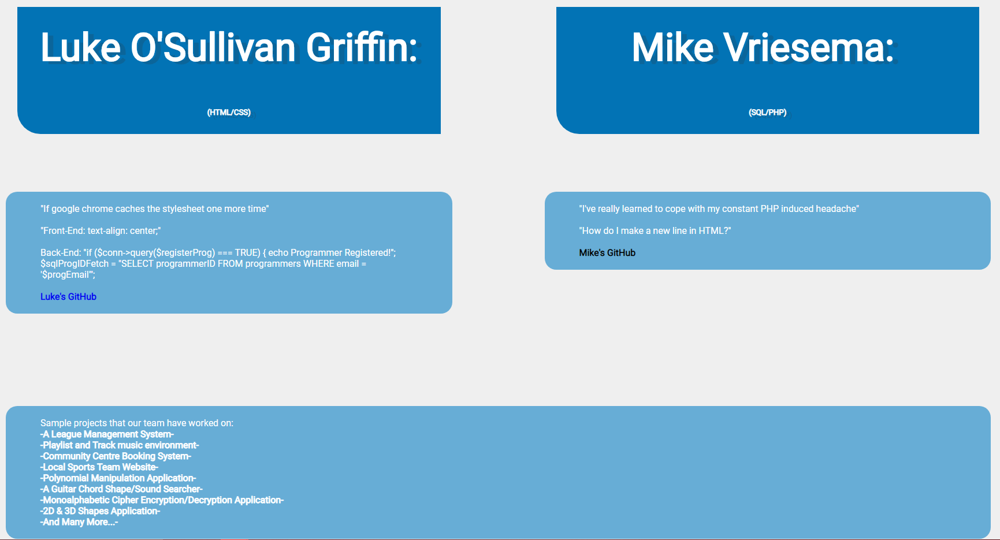 Luke O'Sullivan Griffin:
(HTML/CSS)
Mike Vriesema:
(SQL/PHP)
"If google chrome caches the stylesheet one more time"
"Front-End: text-align: center;"
Back-End: "if ($conn->query($registerProg) === TRUE) { echo Programmer Registered!";
$sqlProgIDFetch = "SELECT programmerID FROM programmers WHERE email =
'$progEmail'";
Luke's GitHub
"I've really learned to cope with my constant PHP induced headache"
"How do I make a new line in HTML?"
Mike's GitHub
Sample projects that our team have worked on:
-A League Management System-
-Playlist and Track music environment-
-Community Centre Booking System-
-Local Sports Team Website-
-Polynomial Manipulation Application-
-A Guitar Chord Shape/Sound Searcher-
-Monoalphabetic Cipher Encryption/Decryption Application-
-2D & 3D Shapes Application-
-And Many More...-